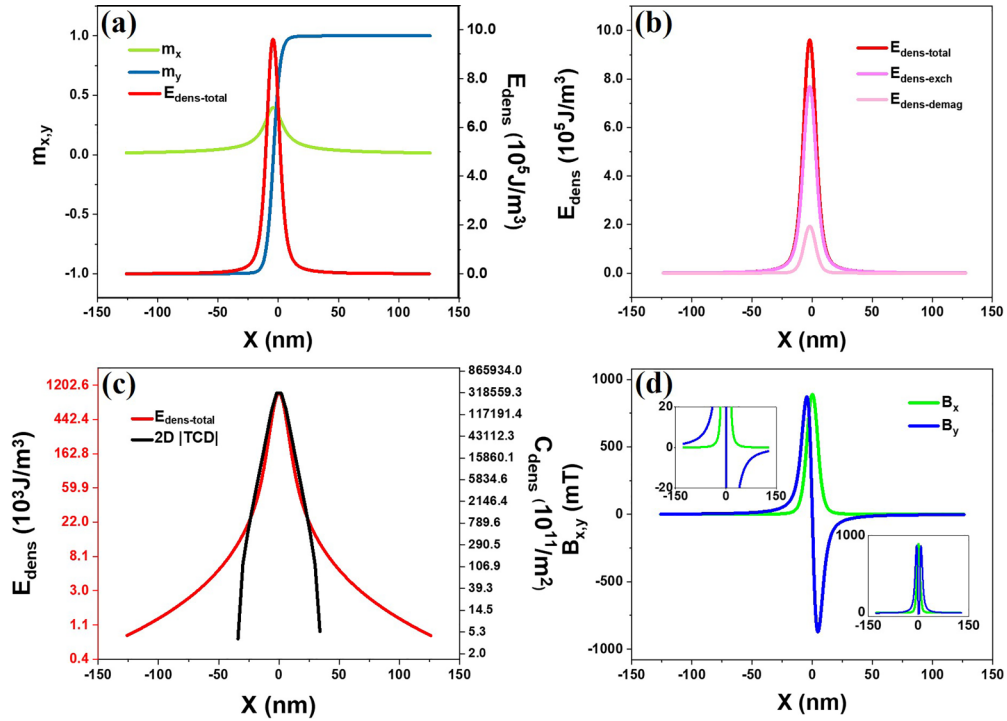 (a)
m_x
m_y
E_dens-total
1.0
0.5
0.0
-0.5
-1.0
m_x,y
10.0
8.0
6.0
4.0
2.0
0.0
E_dens (10^5J/m^3)
-150 -100 -50 0 50 100 150
X (nm)
(b)
E_dens-total
E_dens-exch
E_dens-demag
10.0
8.0
6.0
4.0
2.0
0.0
E_dens (10^5J/m^3)
-150 -100 -50 0 50 100 150
X (nm)
(c)
E_dens-total
2D |TCD|
1202.6
442.4
162.8
59.9
22.0
8.1
3.0
1.1
0.4
E_dens (10^3J/m^3)
865934.0
318559.3
117191.4
43112.3
15860.1
5834.6
2146.4
789.6
290.5
106.9
39.3
14.5
5.3
2.0
C_dens (10^11/m^2)
-150 -100 -50 0 50 100 150
X (nm)
(d)
B_x
B_y
1000
500
0
-500
-1000
B_x,y (mT)
20
0
-20
-150 0 150
1000
0
-150 0 150
-150 -100 -50 0 50 100 150
X (nm)